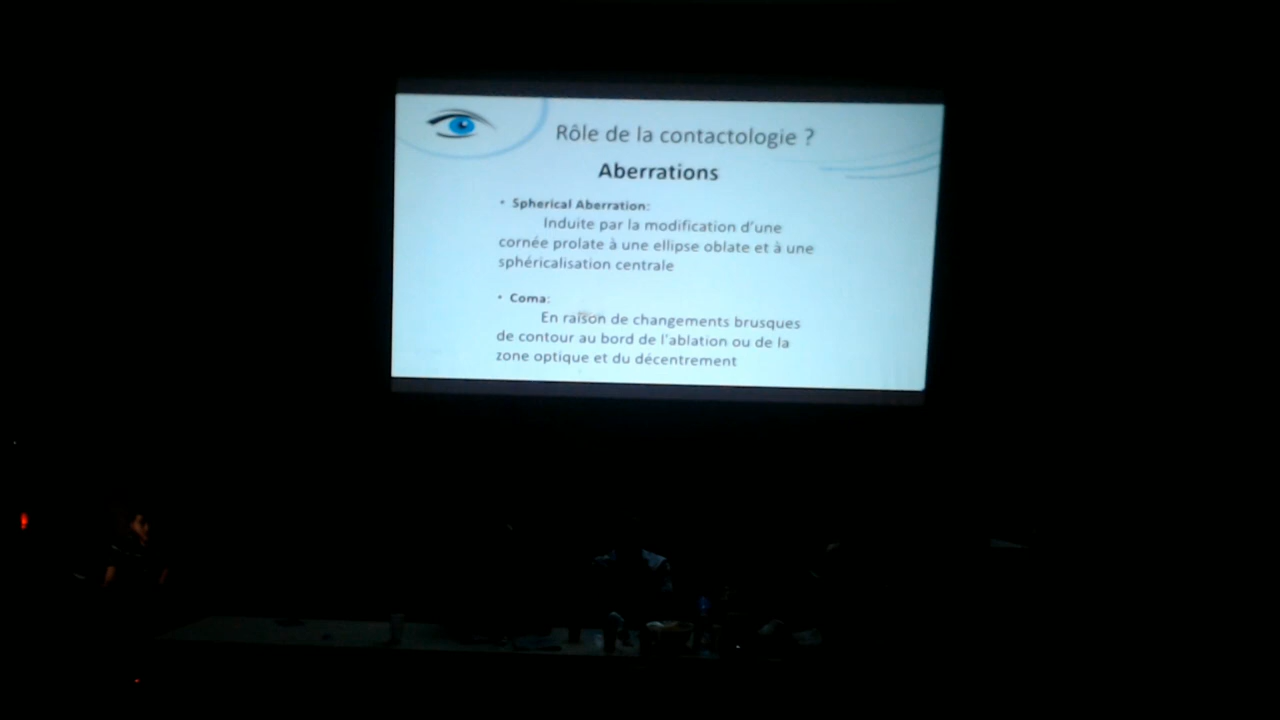 Rôle de la contactologie ?
Aberrations
• Spherical Aberration:
Induite par la modification d'une
cornée prolate à une ellipse oblate et à une
sphéricalisation centrale
• Coma:
En raison de changements brusques
de contour au bord de l'ablation ou de la
zone optique et du décentrement